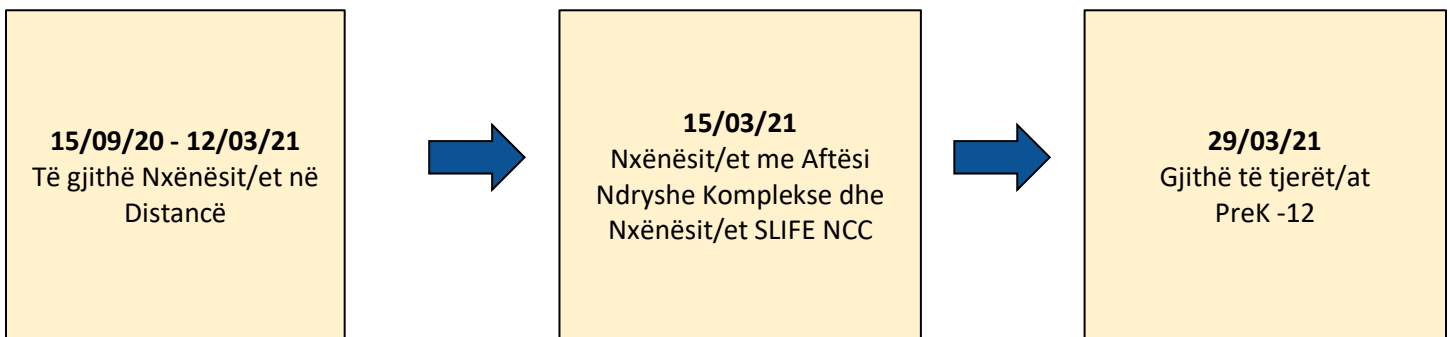 15/09/20 - 12/03/21
Të gjithë Nxënësit/et në
Distancë
15/03/21
Nxënësit/et me Aftësi
Ndryshe Komplekse dhe
Nxënësit/et SLIFE NCC
29/03/21
Gjithë të tjerët/at
PreK -12